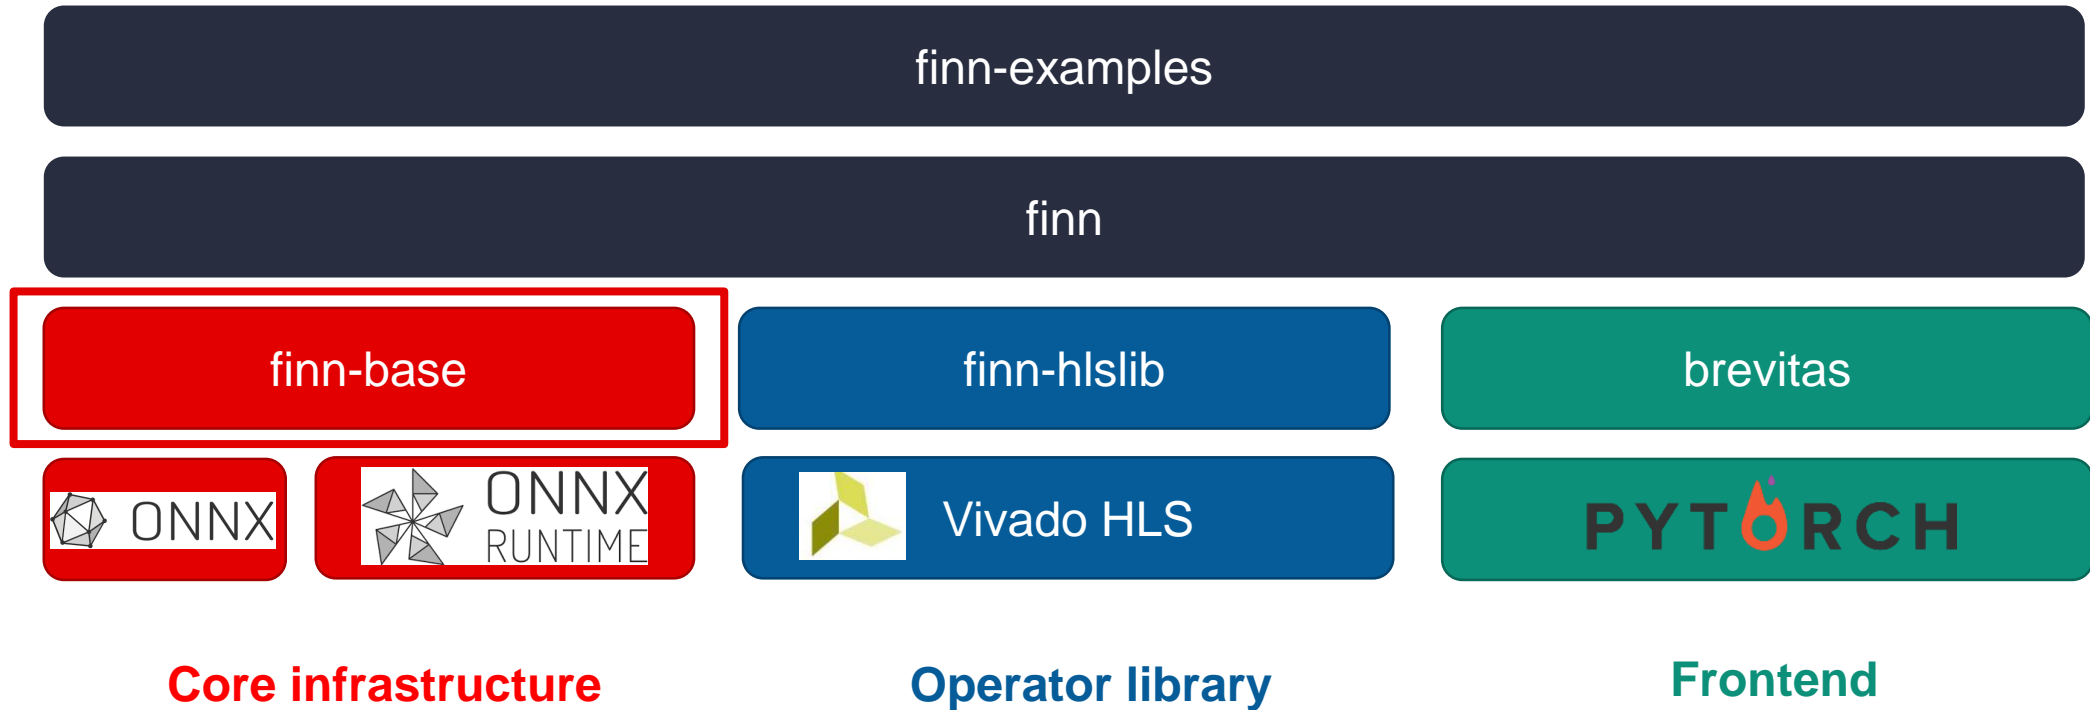 finn-examples
finn
finn-base
finn-hlslib
brevitas
ONNX
ONNX
RUNTIME
Vivado HLS
PYTORCH
Core infrastructure
Operator library
Frontend